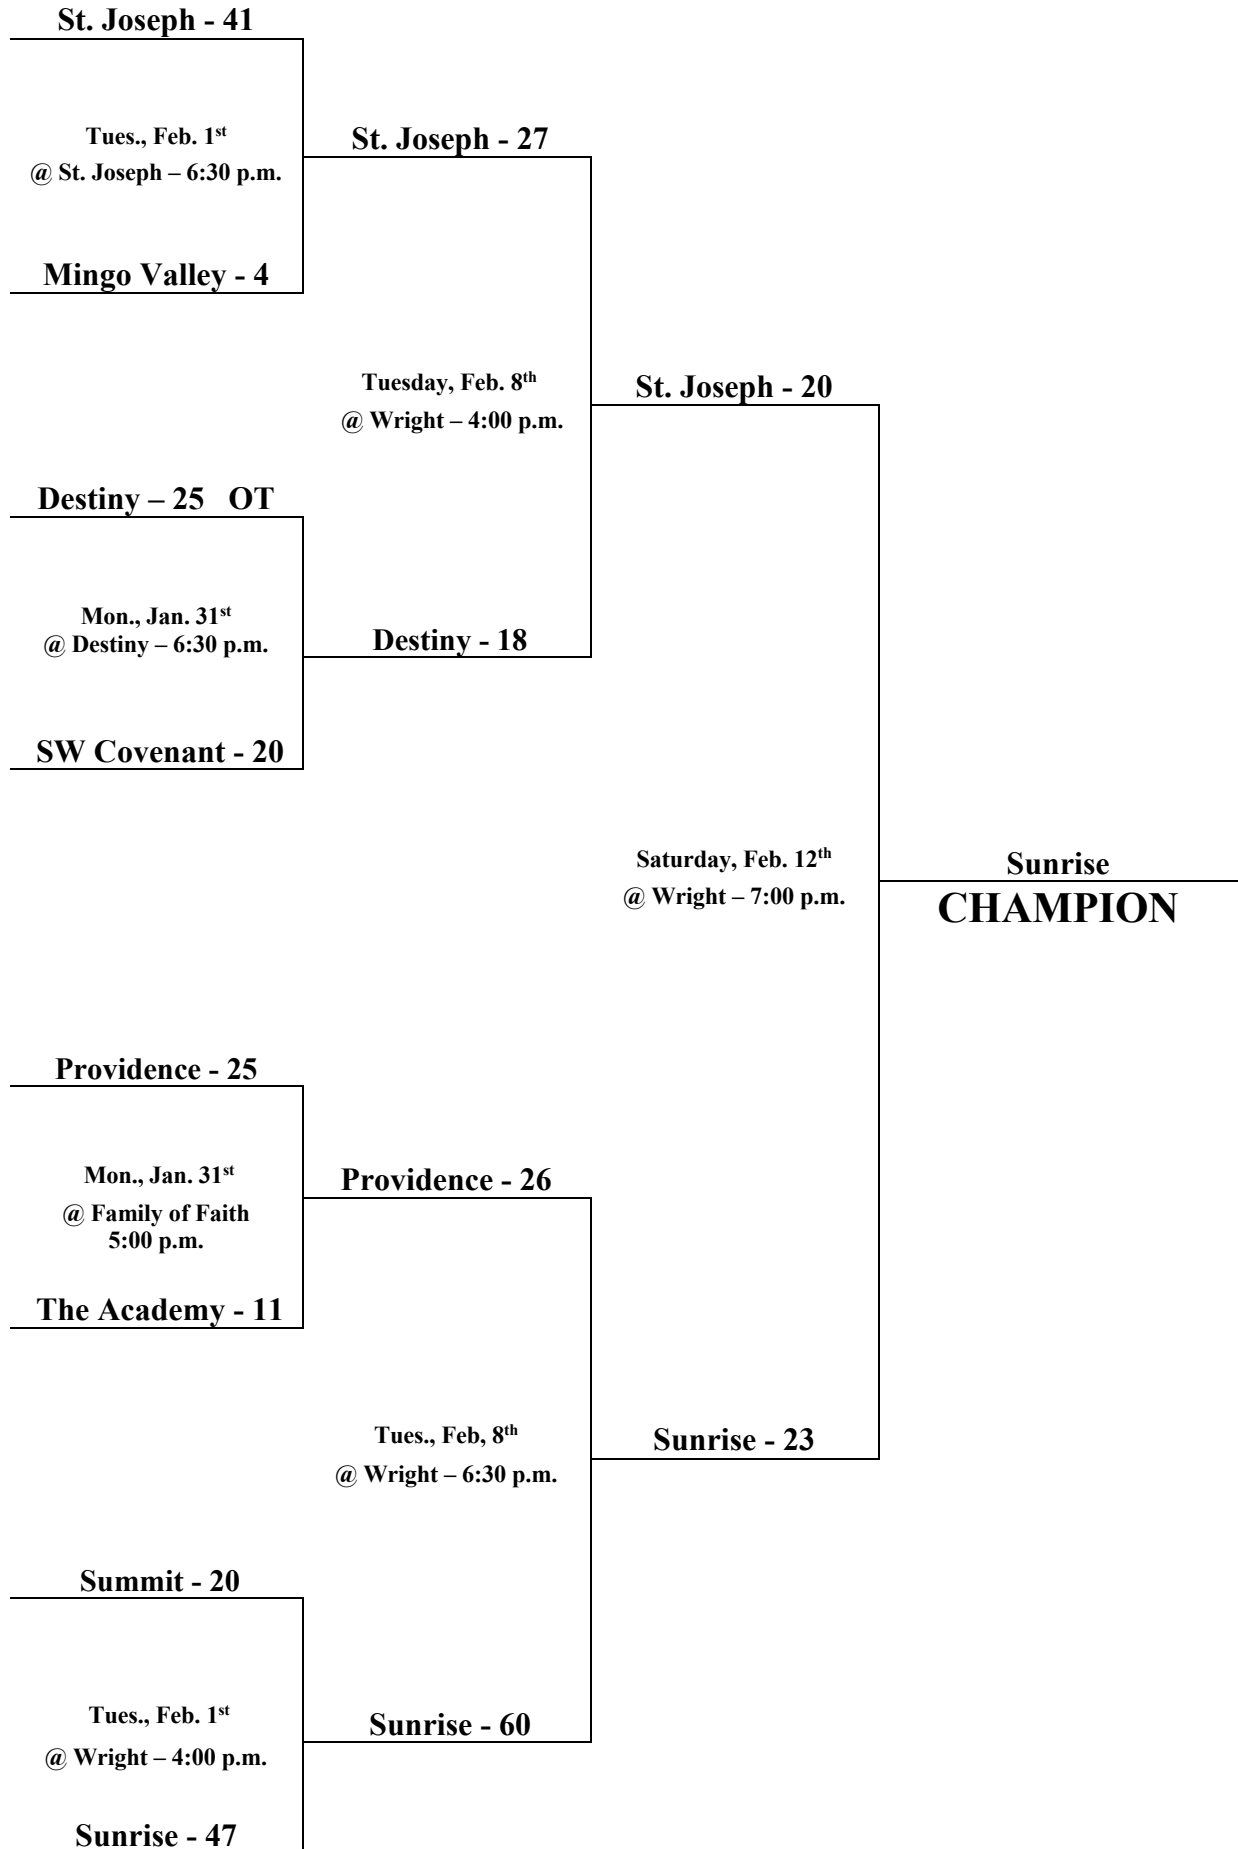 St. Joseph - 41
Tues., Feb. 1st
@ St. Joseph – 6:30 p.m.
St. Joseph - 27
Mingo Valley - 4
Tuesday, Feb. 8th
@ Wright – 4:00 p.m.
St. Joseph - 20
Destiny – 25   OT
Mon., Jan. 31st
@ Destiny – 6:30 p.m.
Destiny - 18
SW Covenant - 20
Saturday, Feb. 12th
@ Wright – 7:00 p.m.
Sunrise
CHAMPION
Providence - 25
Mon., Jan. 31st
@ Family of Faith
5:00 p.m.
Providence - 26
The Academy - 11
Tues., Feb, 8th
@ Wright – 6:30 p.m.
Sunrise - 23
Summit - 20
Tues., Feb. 1st
@ Wright – 4:00 p.m.
Sunrise - 60
Sunrise - 47